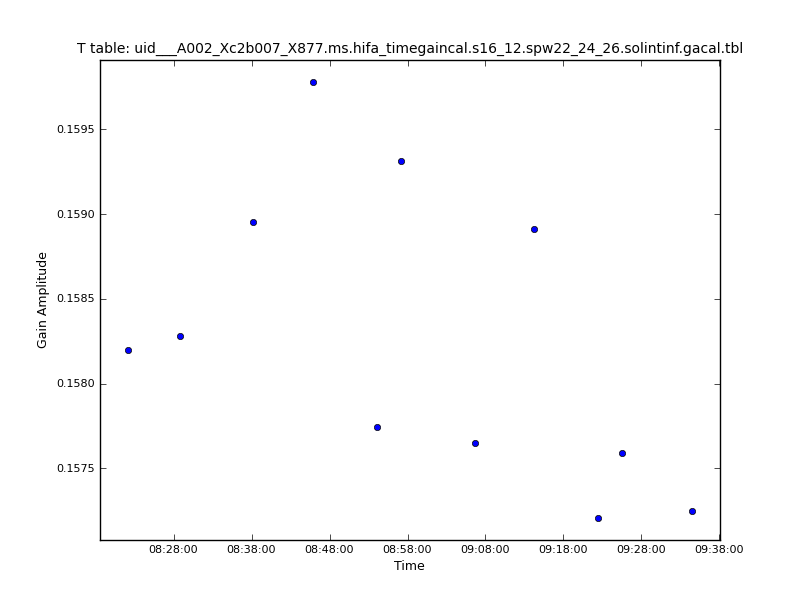 T table: uid___A002_Xc2b007_X877.ms.hifa_timegaincal.s16_12.spw22_24_26.solintinf.gacal.tbl
0.1595
0.1590
0.1585
0.1580
0.1575
Gain Amplitude
08:28:00 08:38:00 08:48:00 08:58:00 09:08:00 09:18:00 09:28:00 09:38:00
Time